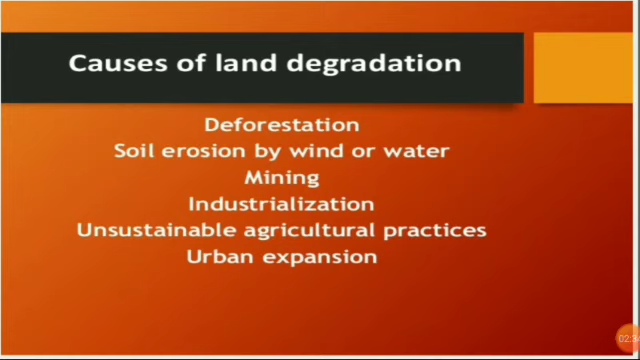 Causes of land degradation
Deforestation
Soil erosion by wind or water
Mining
Industrialization
Unsustainable agricultural practices
Urban expansion